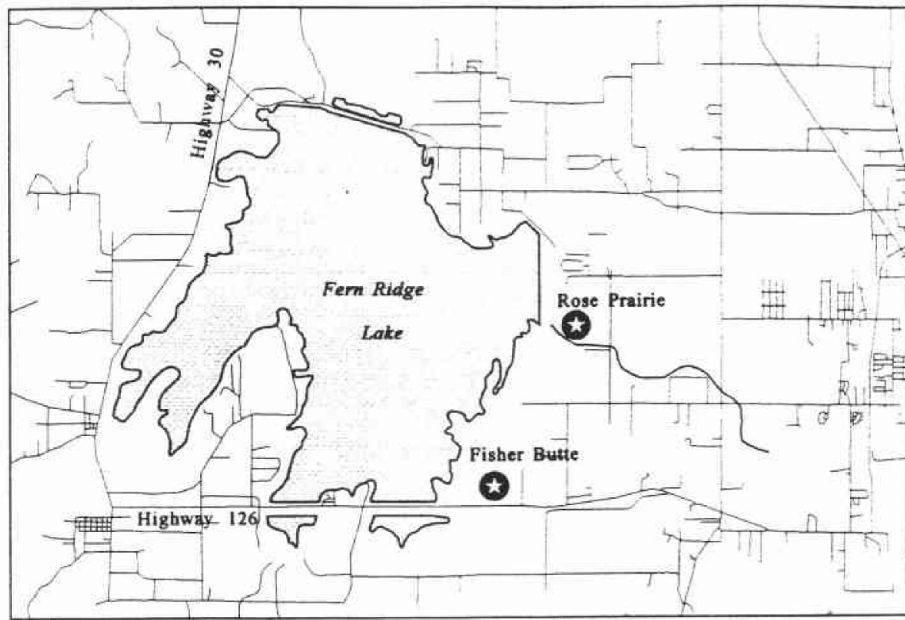 Highway 30
Fern Ridge
Lake
Rose Prairie
Fisher Butte
Highway 126